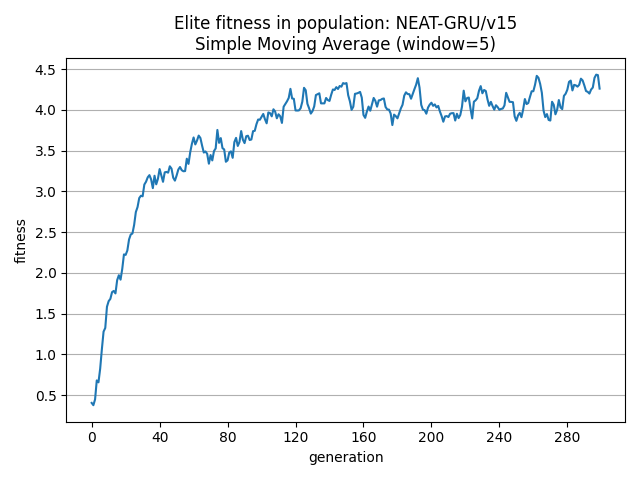 Elite fitness in population: NEAT-GRU/v15
Simple Moving Average (window=5)
fitness
4.5
4.0
3.5
3.0
2.5
2.0
1.5
1.0
0.5
0 40 80 120 160 200 240 280
generation